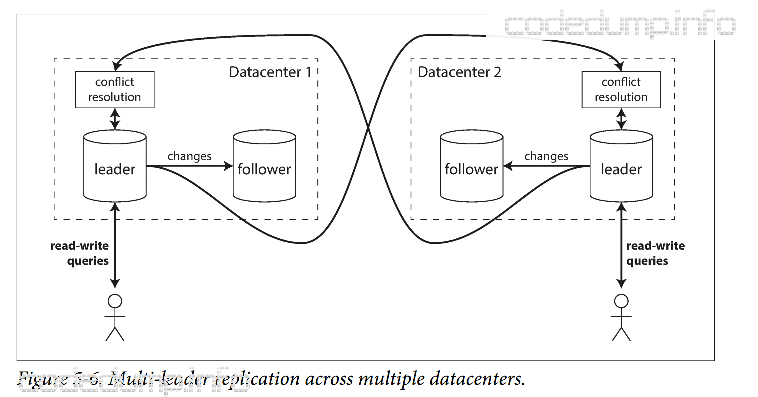 codedump.info
Datacenter 1
Datacenter 2
conflict
resolution
conflict
resolution
leader
changes
follower
follower
changes
leader
read-write
queries
read-write
queries
Figure 5-6. Multi-leader replication across multiple datacenters.
codedump.info